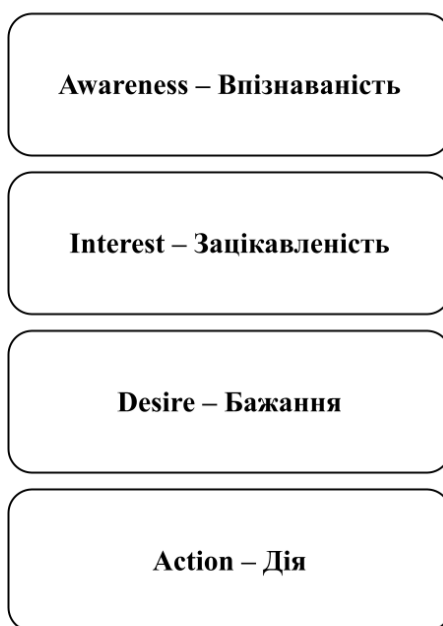 Awareness – Впізнаваність
Interest – Зацікавленість
Desire – Бажання
Action – Дія